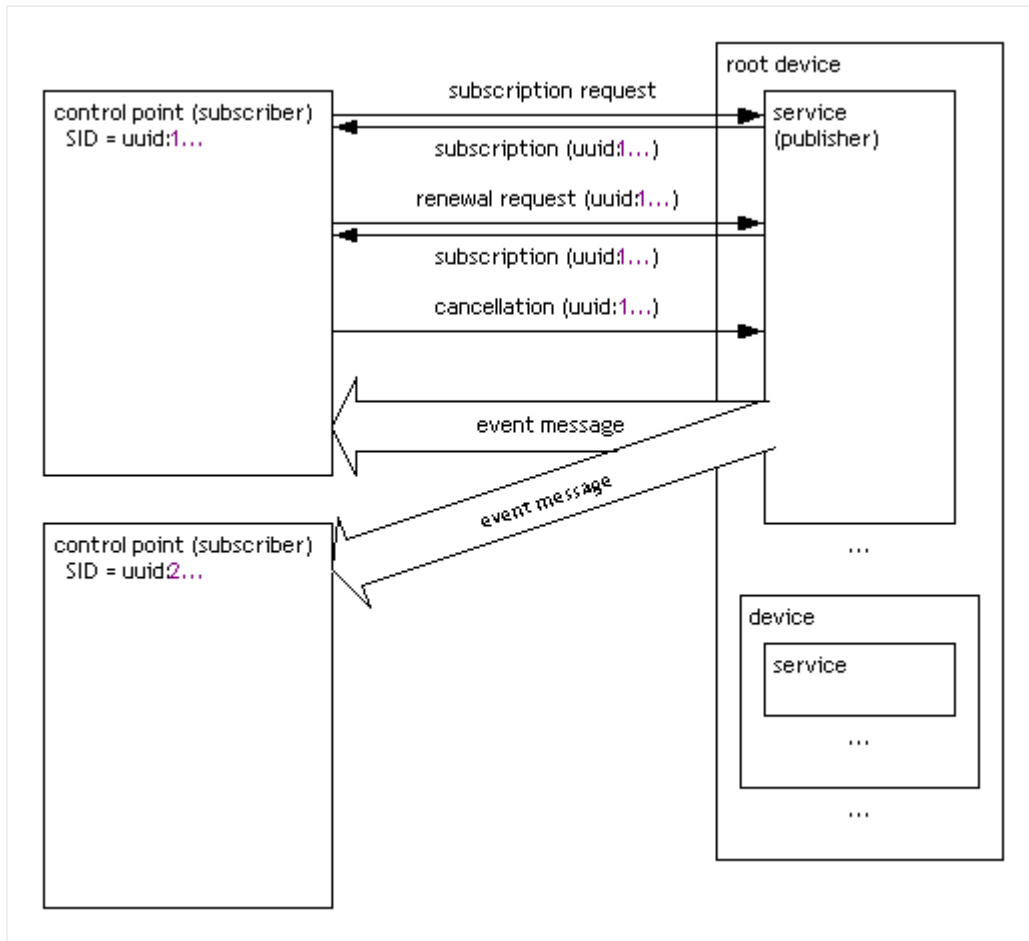 root device
control point (subscriber)
SID = uuid:1...
subscription request
service
(publisher)
subscription (uuid:1...)
renewal request (uuid:1...)
subscription (uuid:1...)
cancellation (uuid:1...)
event message
event message
control point (subscriber)
SID = uuid:2...
...
device
service
...
...